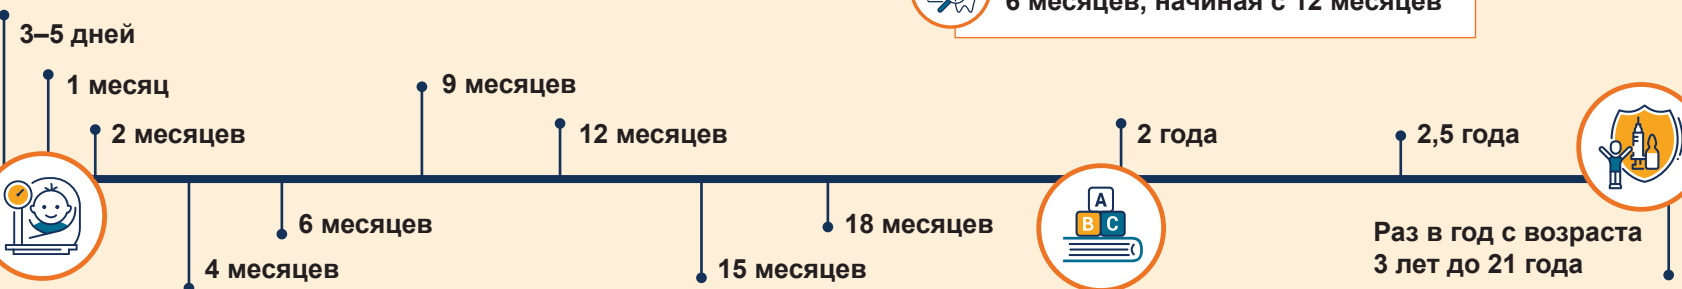 6 месяцев, начиная с 12 месяцев
3–5 дней
1 месяц
9 месяцев
2 месяцев
12 месяцев
2 года
2,5 года
A
B C
6 месяцев
18 месяцев
4 месяцев
15 месяцев
Раз в год с возраста
3 лет до 21 года